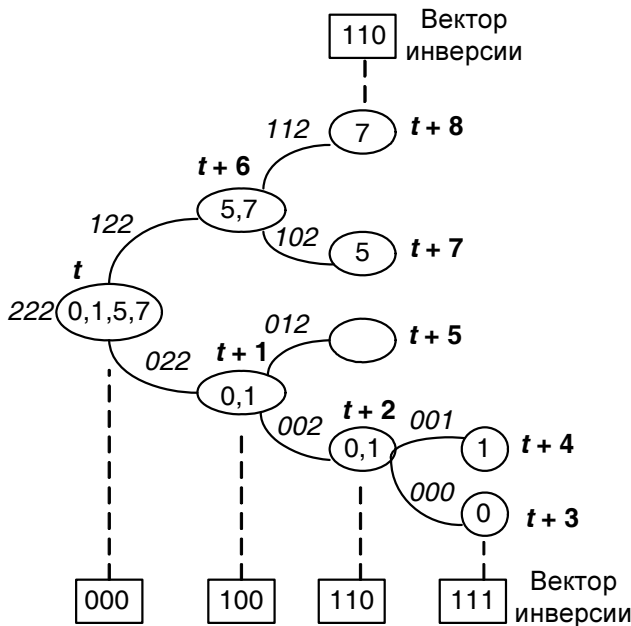 110
Вектор
инверсии
112
7
t + 8
t + 6
5,7
122
102
5
t + 7
t
222
0,1,5,7
012
t + 5
022
t + 1
0,1
t + 2
002
0,1
001
1
t + 4
000
0
t + 3
000
100
110
111
Вектор
инверсии